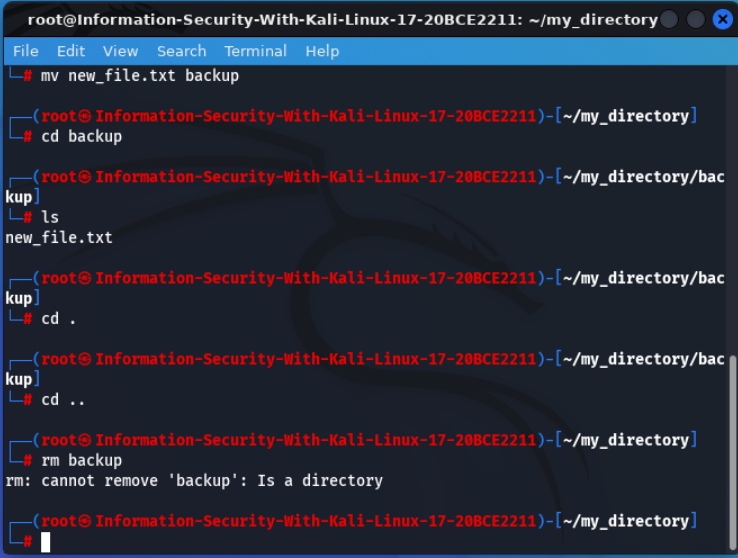 root@Information-Security-With-Kali-Linux-17-20BCE2211: ~/my_directory
File Edit View Search Terminal Help
└─# mv new_file.txt backup
┌──(root㉿Information-Security-With-Kali-Linux-17-20BCE2211)-[~/my_directory]
└─# cd backup
┌──(root㉿Information-Security-With-Kali-Linux-17-20BCE2211)-[~/my_directory/bac
kup]
└─# ls
new_file.txt
┌──(root㉿Information-Security-With-Kali-Linux-17-20BCE2211)-[~/my_directory/bac
kup]
└─# cd .
┌──(root㉿Information-Security-With-Kali-Linux-17-20BCE2211)-[~/my_directory/bac
kup]
└─# cd ..
┌──(root㉿Information-Security-With-Kali-Linux-17-20BCE2211)-[~/my_directory]
└─# rm backup
rm: cannot remove 'backup': Is a directory
┌──(root㉿Information-Security-With-Kali-Linux-17-20BCE2211)-[~/my_directory]
└─#